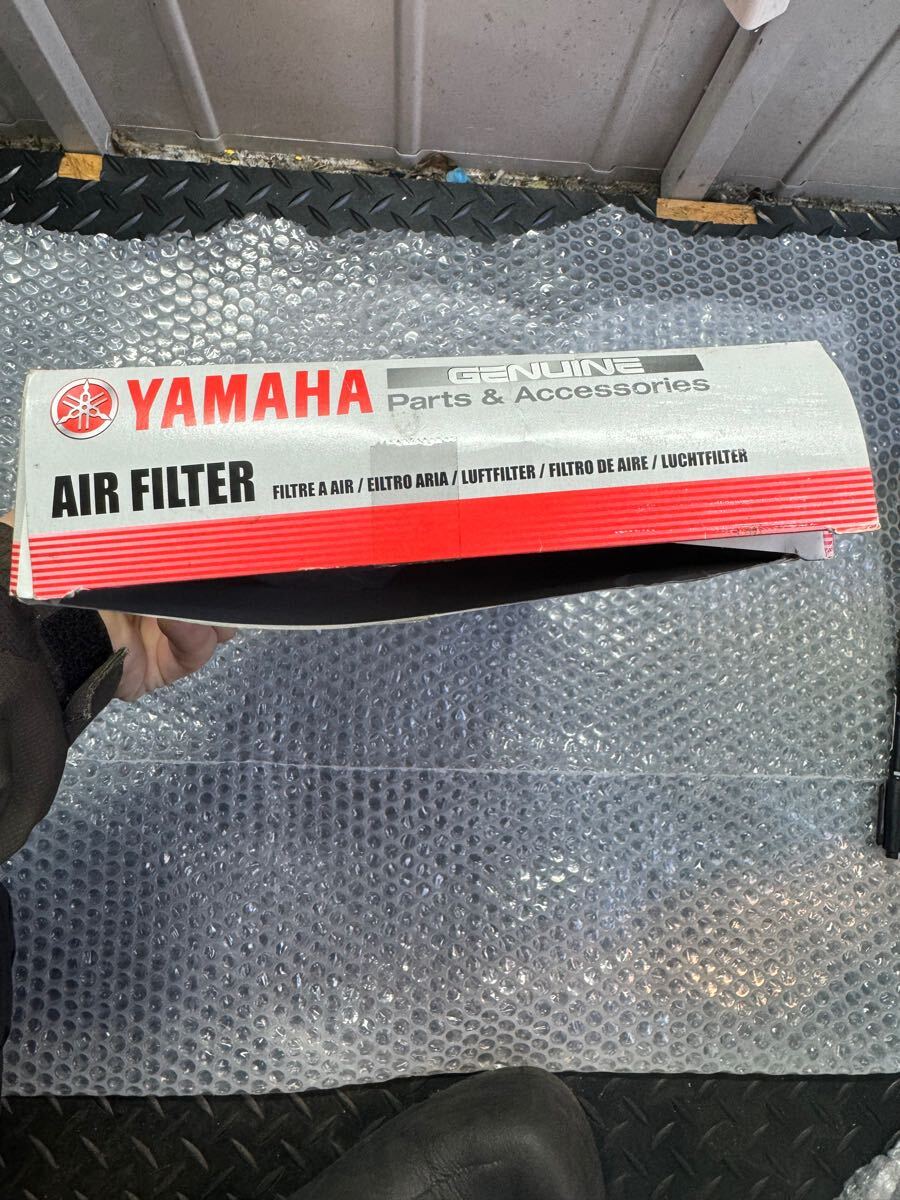 YAMAHA GENUINE
Parts & Accessories
AIR FILTER FILTRE A AIR / EILTRO ARIA / LUFTFILTER / FILTRO DE AIRE / LUCHTFILTER